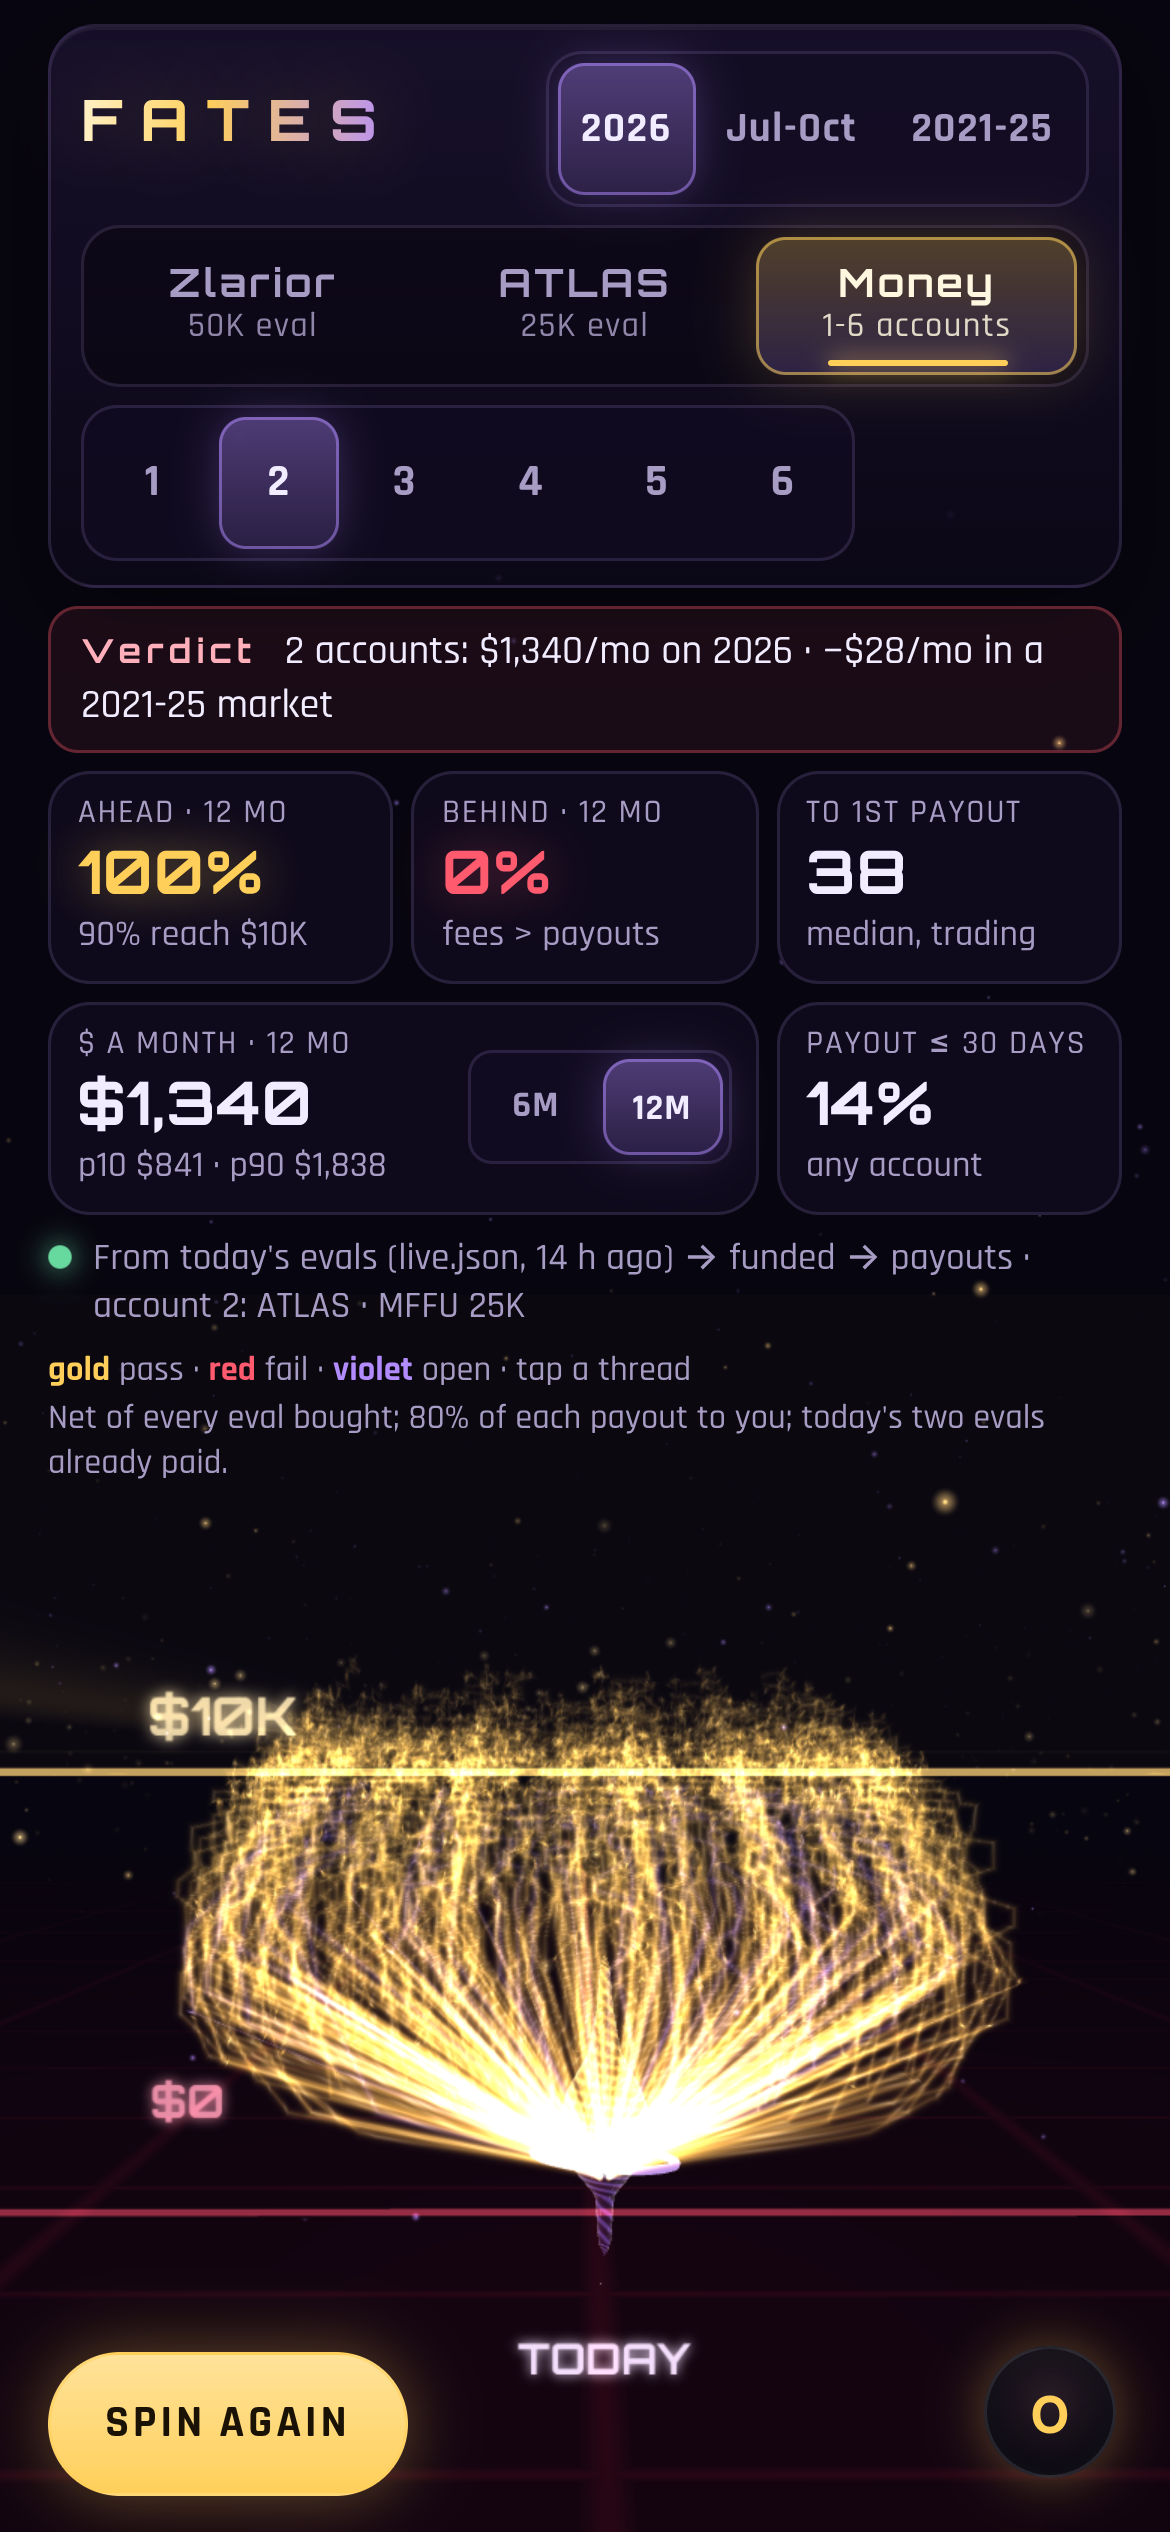 FATES
2026 Jul-Oct 2021-25
Zlarior ATLAS Money
50K eval 25K eval 1-6 accounts
1 2 3 4 5 6
Verdict 2 accounts: $1,340/mo on 2026 · −$28/mo in a
2021-25 market
AHEAD · 12 MO BEHIND · 12 MO TO 1ST PAYOUT
100% 0% 38
90% reach $10K fees > payouts median, trading
$ A MONTH · 12 MO PAYOUT ≤ 30 DAYS
$1,340 6M 12M 14%
p10 $841 · p90 $1,838 any account
From today's evals (live.json, 14 h ago) → funded → payouts ·
account 2: ATLAS · MFFU 25K
gold pass · red fail · violet open · tap a thread
Net of every eval bought; 80% of each payout to you; today's two evals
already paid.
$10K
$0
TODAY
SPIN AGAIN O